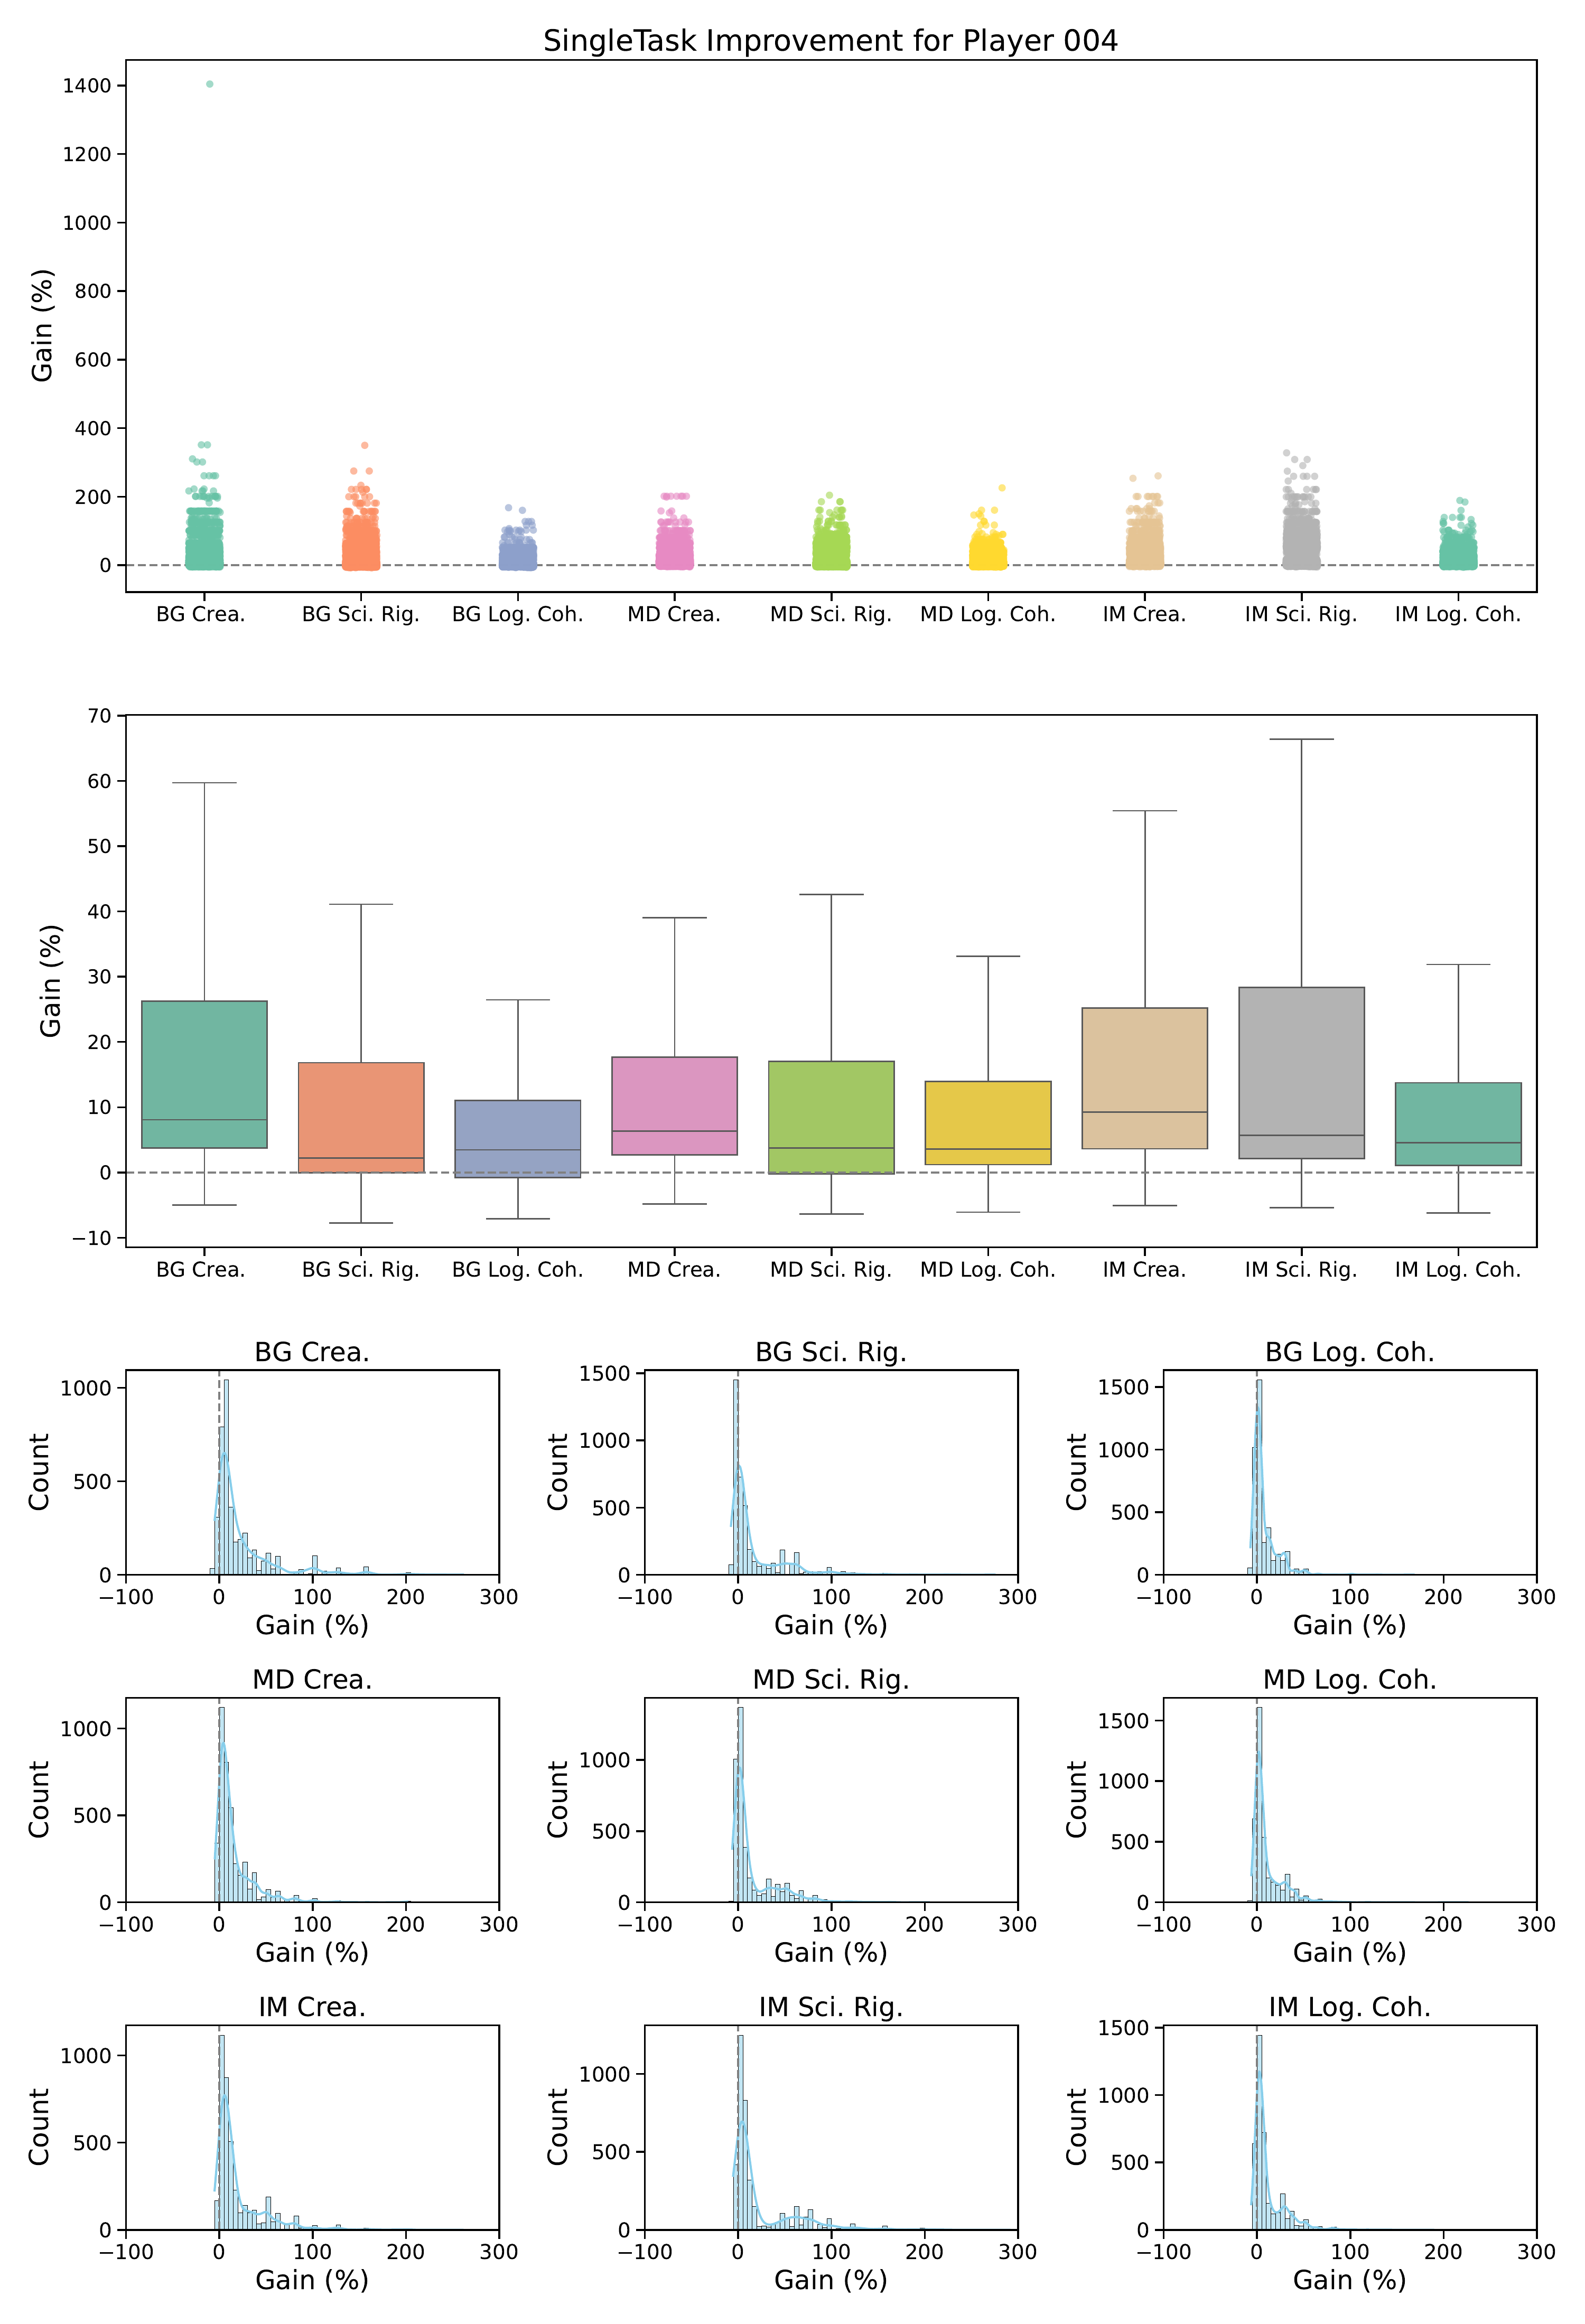 SingleTask Improvement for Player 004
Gain (%)
1400
1200
1000
800
600
400
200
0
BG Crea. BG Sci. Rig. BG Log. Coh. MD Crea. MD Sci. Rig. MD Log. Coh. IM Crea. IM Sci. Rig. IM Log. Coh.
Gain (%)
70
60
50
40
30
20
10
0
−10
BG Crea. BG Sci. Rig. BG Log. Coh. MD Crea. MD Sci. Rig. MD Log. Coh. IM Crea. IM Sci. Rig. IM Log. Coh.
BG Crea.
Count
1000
500
0
−100 0 100 200 300
Gain (%)
BG Sci. Rig.
Count
1500
1000
500
0
−100 0 100 200 300
Gain (%)
BG Log. Coh.
Count
1500
1000
500
0
−100 0 100 200 300
Gain (%)
MD Crea.
Count
1000
500
0
−100 0 100 200 300
Gain (%)
MD Sci. Rig.
Count
1000
500
0
−100 0 100 200 300
Gain (%)
MD Log. Coh.
Count
1500
1000
500
0
−100 0 100 200 300
Gain (%)
IM Crea.
Count
1000
500
0
−100 0 100 200 300
Gain (%)
IM Sci. Rig.
Count
1000
500
0
−100 0 100 200 300
Gain (%)
IM Log. Coh.
Count
1500
1000
500
0
−100 0 100 200 300
Gain (%)